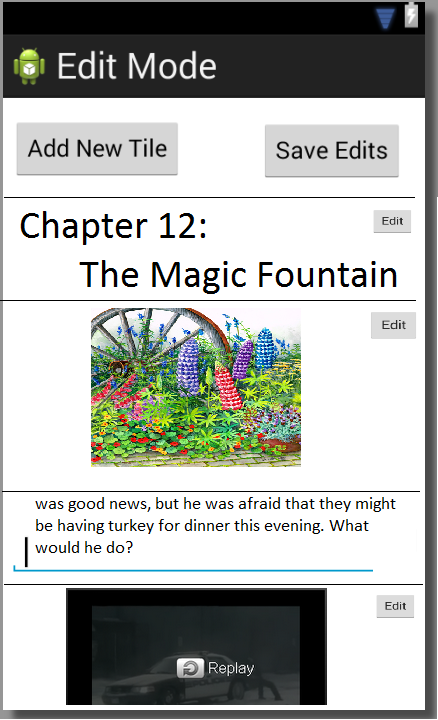 Edit Mode
Add New Tile
Save Edits
Chapter 12:
Edit
The Magic Fountain
Edit
was good news, but he was afraid that they might
be having turkey for dinner this evening. What
would he do?
Edit
Replay